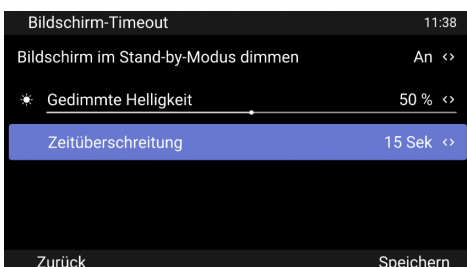 Bildschirm-Timeout 11:38
Bildschirm im Stand-by-Modus dimmen An
Gedimmte Helligkeit 50 %
Zeitüberschreitung 15 Sek
Zurück Speichern